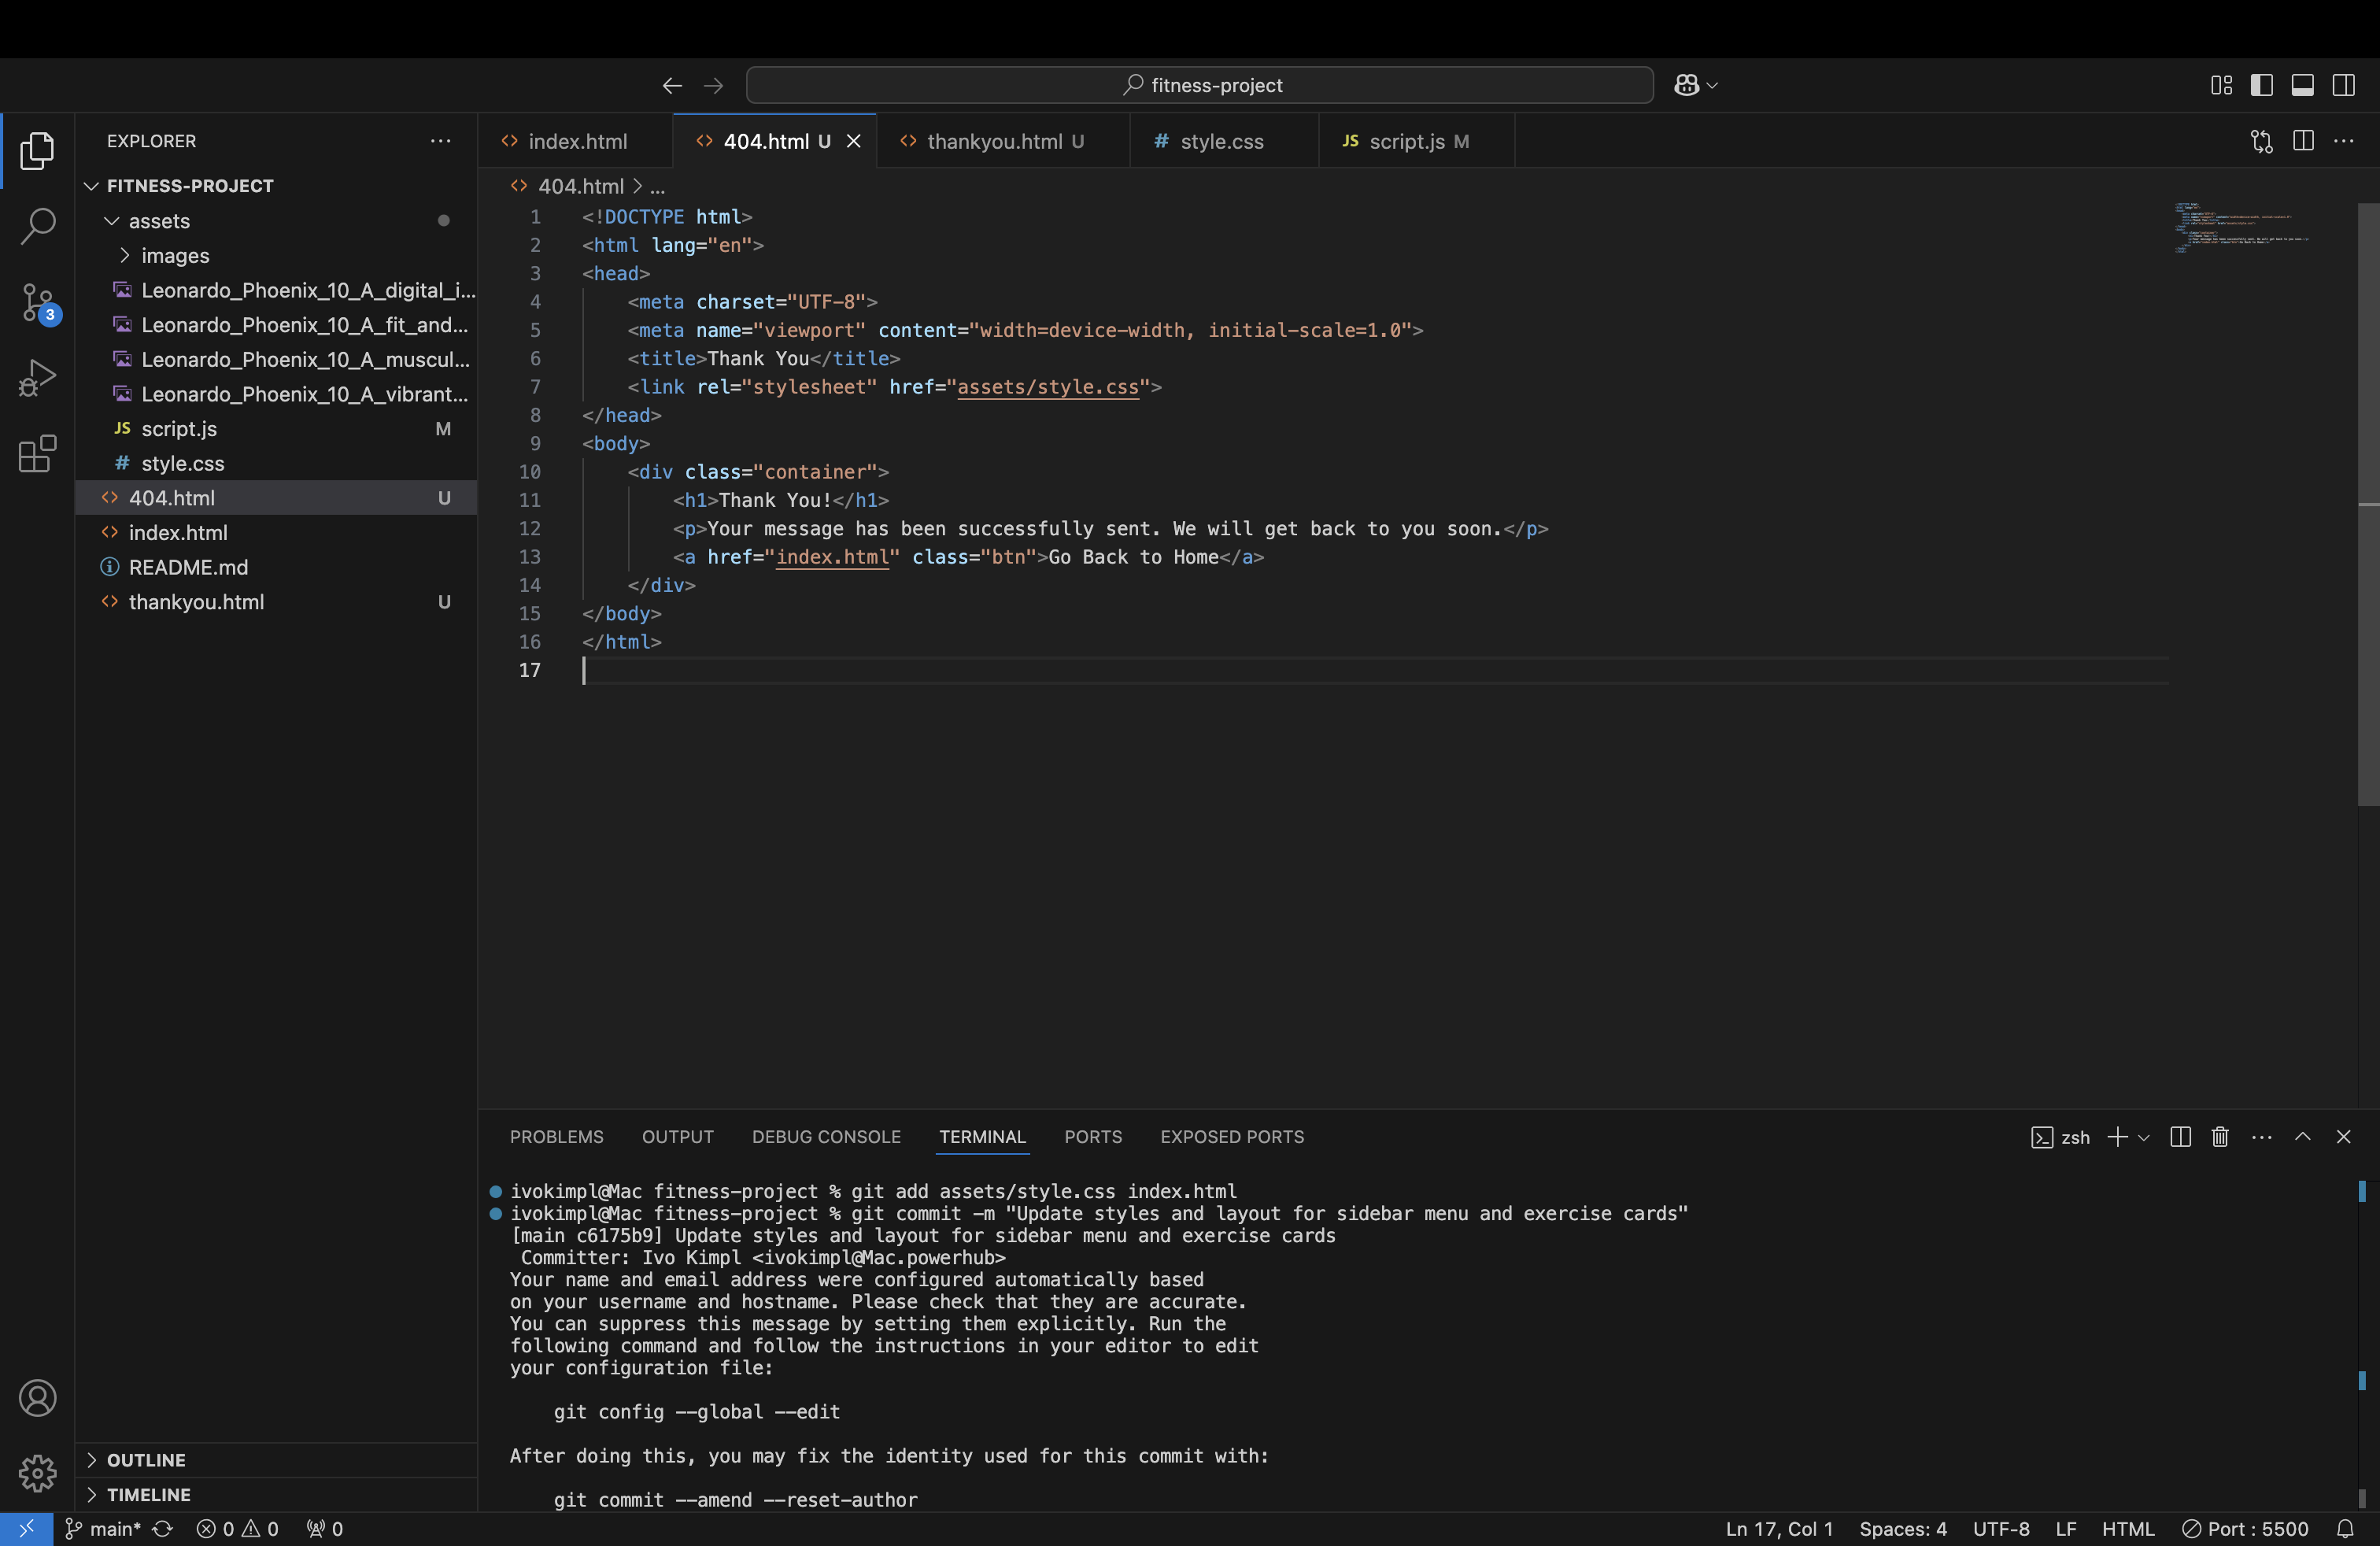 fitness-project
EXPLORER
FITNESS-PROJECT
assets
images
Leonardo_Phoenix_10_A_digital_i...
Leonardo_Phoenix_10_A_fit_and...
Leonardo_Phoenix_10_A_muscul...
Leonardo_Phoenix_10_A_vibrant...
JS script.js M
# style.css
<> 404.html U
<> index.html
README.md
<> thankyou.html U
3
OUTLINE
TIMELINE
<> index.html <> 404.html U <> thankyou.html U # style.css JS script.js M
<> 404.html > ...
1 <!DOCTYPE html>
2 <html lang="en">
3 <head>
4 <meta charset="UTF-8">
5 <meta name="viewport" content="width=device-width, initial-scale=1.0">
6 <title>Thank You</title>
7 <link rel="stylesheet" href="assets/style.css">
8 </head>
9 <body>
10 <div class="container">
11 <h1>Thank You!</h1>
12 <p>Your message has been successfully sent. We will get back to you soon.</p>
13 <a href="index.html" class="btn">Go Back to Home</a>
14 </div>
15 </body>
16 </html>
17
PROBLEMS OUTPUT DEBUG CONSOLE TERMINAL PORTS EXPOSED PORTS zsh
ivokimpl@Mac fitness-project % git add assets/style.css index.html
ivokimpl@Mac fitness-project % git commit -m "Update styles and layout for sidebar menu and exercise cards"
[main c6175b9] Update styles and layout for sidebar menu and exercise cards
Committer: Ivo Kimpl <ivokimpl@Mac.powerhub>
Your name and email address were configured automatically based
on your username and hostname. Please check that they are accurate.
You can suppress this message by setting them explicitly. Run the
following command and follow the instructions in your editor to edit
your configuration file:
git config --global --edit
After doing this, you may fix the identity used for this commit with:
git commit --amend --reset-author
main* 0 0 0 Ln 17, Col 1 Spaces: 4 UTF-8 LF HTML Port : 5500